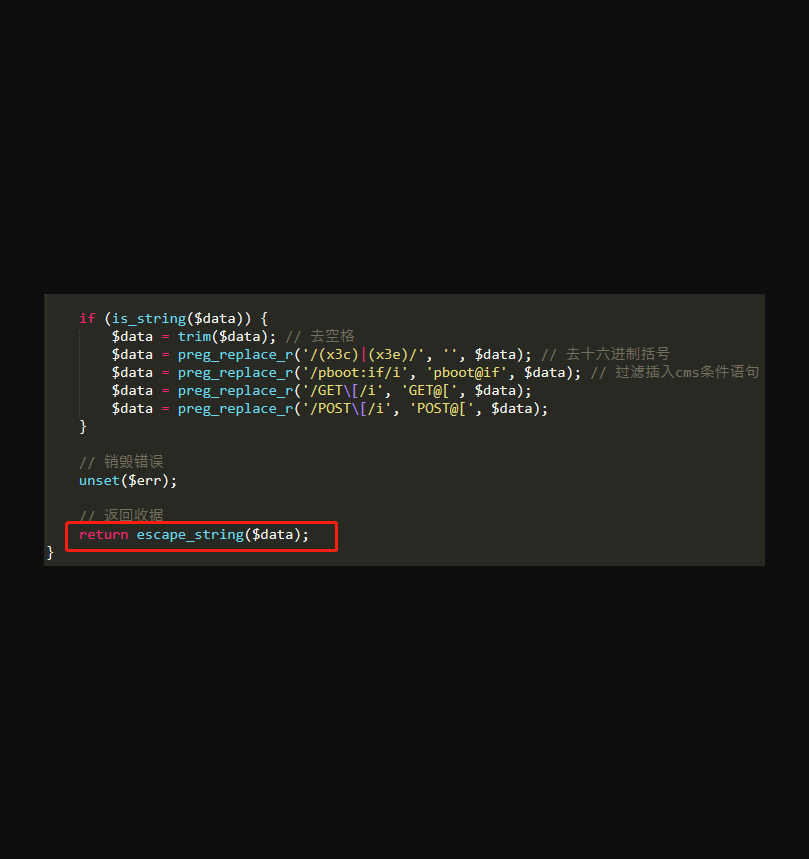 if (is_string($data)) {
$data = trim($data); // 去空格
$data = preg_replace_r('/(x3c)|(x3e)/', '', $data); // 去十六进制括号
$data = preg_replace_r('/pboot:if/i', 'pboot@if', $data); // 过滤插入cms条件语句
$data = preg_replace_r('/GET\[/i', 'GET@[', $data);
$data = preg_replace_r('/POST\[/i', 'POST@[', $data);
}
// 销毁错误
unset($err);
// 返回收据
return escape_string($data);
}